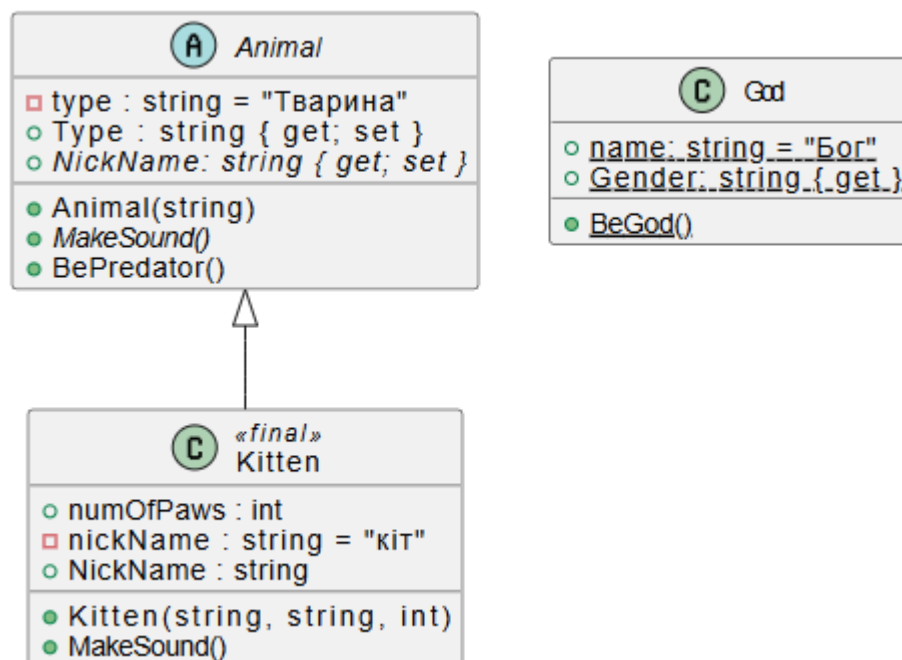 A Animal
type : string = "Тварина"
Type : string { get; set }
NickName: string { get; set }
Animal(string)
MakeSound()
BePredator()
C God
name: string = "Бог"
Gender: string { get }
BeGod()
«final»
C Kitten
numOfPaws : int
nickName : string = "кіт"
NickName : string
Kitten(string, string, int)
MakeSound()